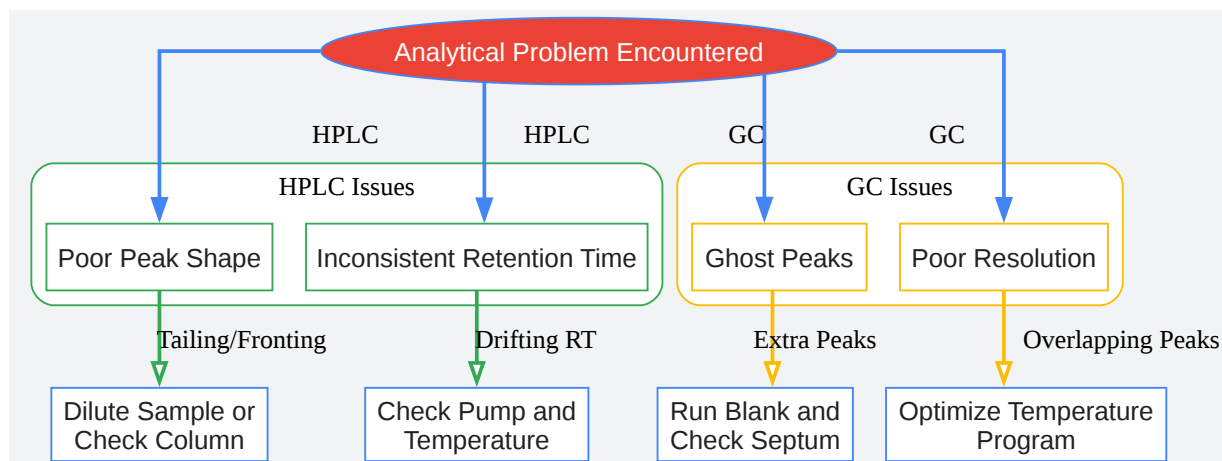 Analytical Problem Encountered
HPLC
HPLC
GC
GC
HPLC Issues
GC Issues
Poor Peak Shape
Inconsistent Retention Time
Ghost Peaks
Poor Resolution
Tailing/Fronting
Drifting RT
Extra Peaks
Overlapping Peaks
Dilute Sample or
Check Column
Check Pump and
Temperature
Run Blank and
Check Septum
Optimize Temperature
Program